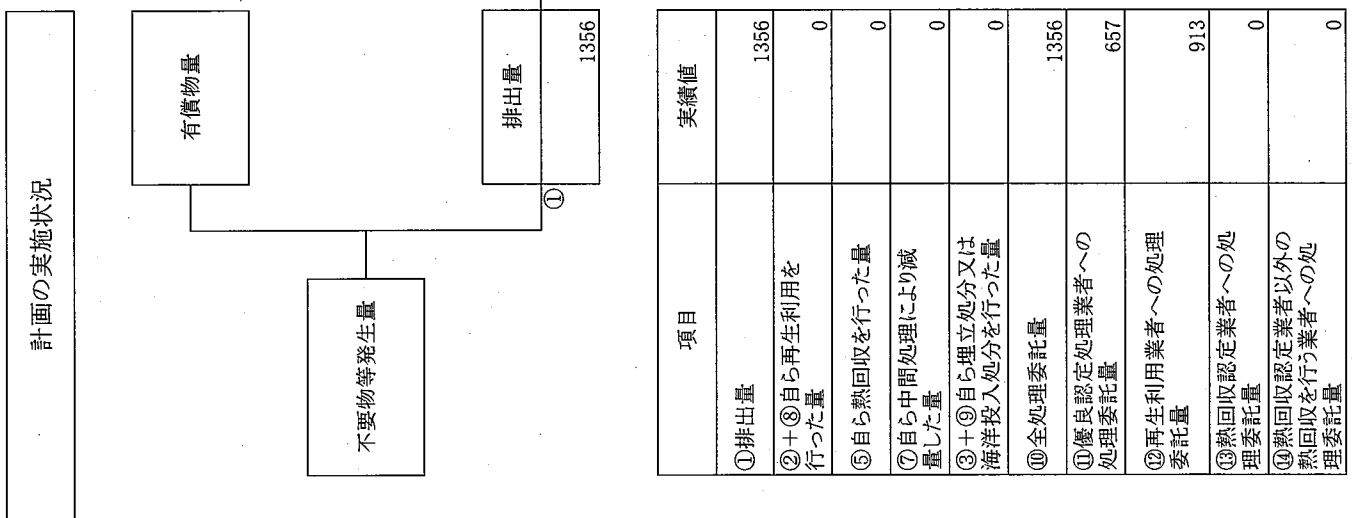 計画の実施状況
有償物量
不要物等発生量
①
排出量
1356
項目
実績値
①排出量
1356
②+⑧自ら再生利用を
行った量
0
⑤自ら熱回収を行った量
0
⑦自ら中間処理により減
量した量
0
③+⑨自ら埋立処分又は
海洋投入処分を行った量
0
⑩全処理委託量
1356
⑪優良認定処理業者への
処理委託量
657
⑫再生利用業者への処理
委託量
913
⑬熱回収認定業者への処
理委託量
0
⑭熱回収認定業者以外の
熱回収を行う業者への処
理委託量
0